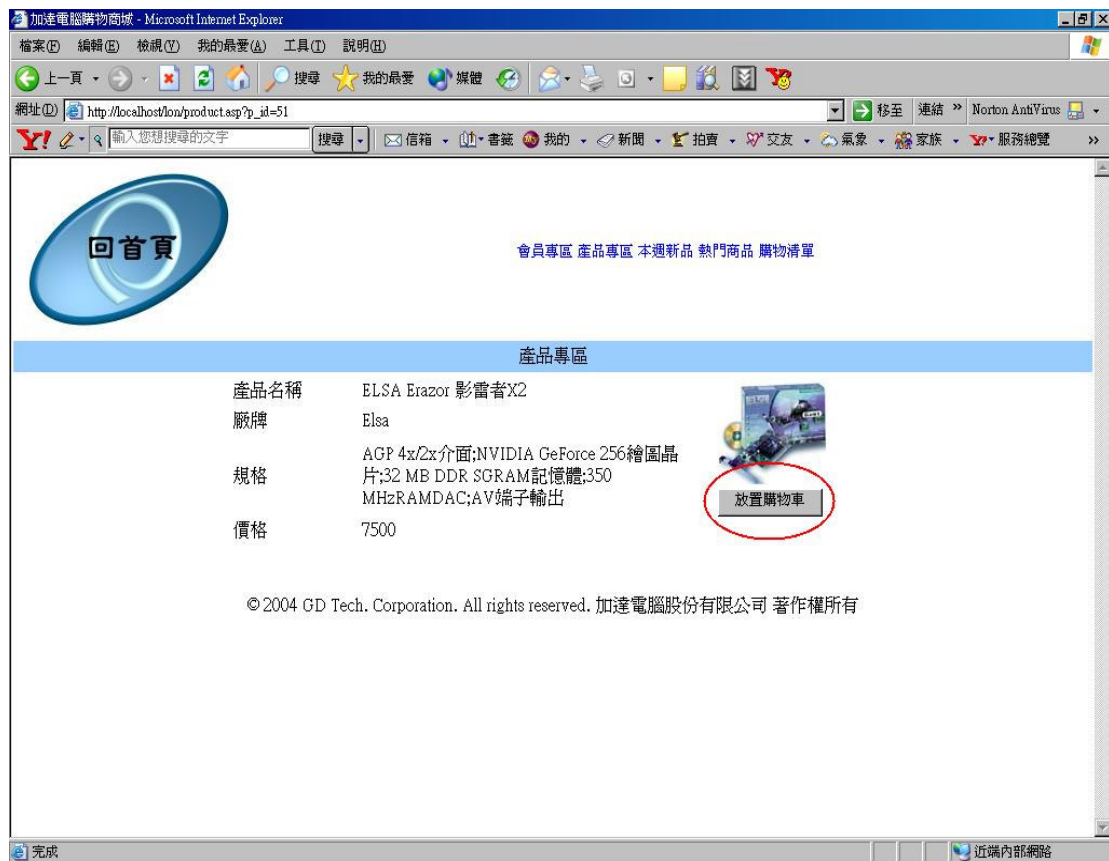 加達電腦購物商城 - Microsoft Internet Explorer
檔案(F) 編輯(E) 檢視(V) 我的最愛(A) 工具(T) 說明(H)
上一頁 搜尋 我的最愛 媒體
網址(D) http://localhost/lon/product.asp?p_id=51 移至 連結 » Norton AntiVirus
Y! 輸入您想搜尋的文字 搜尋 信箱 書籤 我的 新聞 拍賣 交友 氣象 家族 服務總覽 »
回首頁
會員專區 產品專區 本週新品 熱門商品 購物清單
產品專區
產品名稱 ELSA Erazor 影雷者X2
廠牌 Elsa
規格 AGP 4x/2x介面;NVIDIA GeForce 256繪圖晶
片;32 MB DDR SGRAM記憶體;350
MHzRAMDAC;AV端子輸出
放置購物車
價格 7500
©2004 GD Tech. Corporation. All rights reserved. 加達電腦股份有限公司 著作權所有
完成 近端內部網路